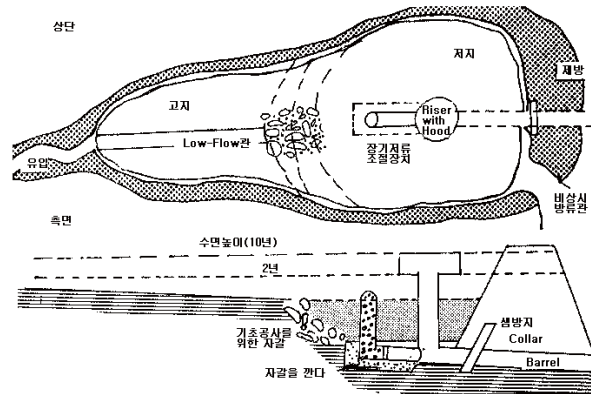 상단
고지
저지
제방
Riser
with
Hood
Low-Flow관
장기저류
조절장치
유입
비상시
방류관
측면
수면높이(10년)
2년
기초공사를
위한 자갈
샘방지
Collar
자갈을 깐다
Barrel